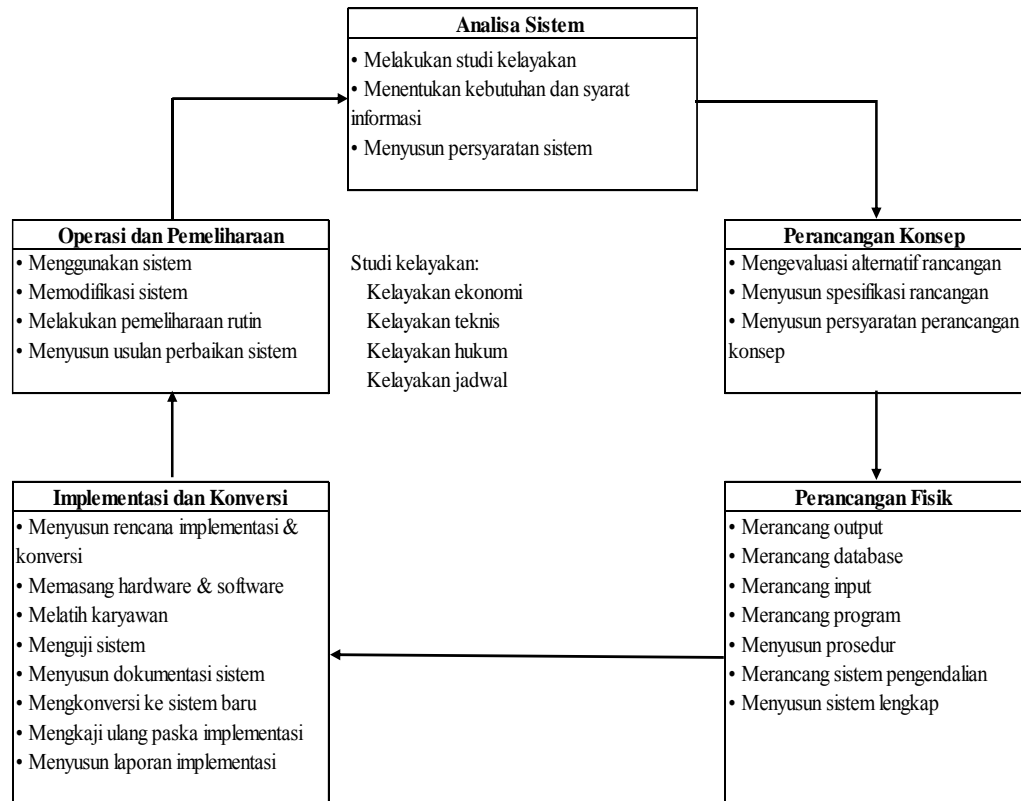 Analisa Sistem
• Melakukan studi kelayakan
• Menentukan kebutuhan dan syarat
informasi
• Menyusun persyaratan sistem
Operasi dan Pemeliharaan
• Menggunakan sistem
• Memodifikasi sistem
• Melakukan pemeliharaan rutin
• Menyusun usulan perbaikan sistem
Studi kelayakan:
Kelayakan ekonomi
Kelayakan teknis
Kelayakan hukum
Kelayakan jadwal
Perancangan Konsep
• Mengevaluasi alternatif rancangan
• Menyusun spesifikasi rancangan
• Menyusun persyaratan perancangan
konsep
Implementasi dan Konversi
• Menyusun rencana implementasi &
konversi
• Memasang hardware & software
• Melatih karyawan
• Menguji sistem
• Menyusun dokumentasi sistem
• Mengkonversi ke sistem baru
• Mengkaji ulang paska implementasi
• Menyusun laporan implementasi
Perancangan Fisik
• Merancang output
• Merancang database
• Merancang input
• Merancang program
• Menyusun prosedur
• Merancang sistem pengendalian
• Menyusun sistem lengkap